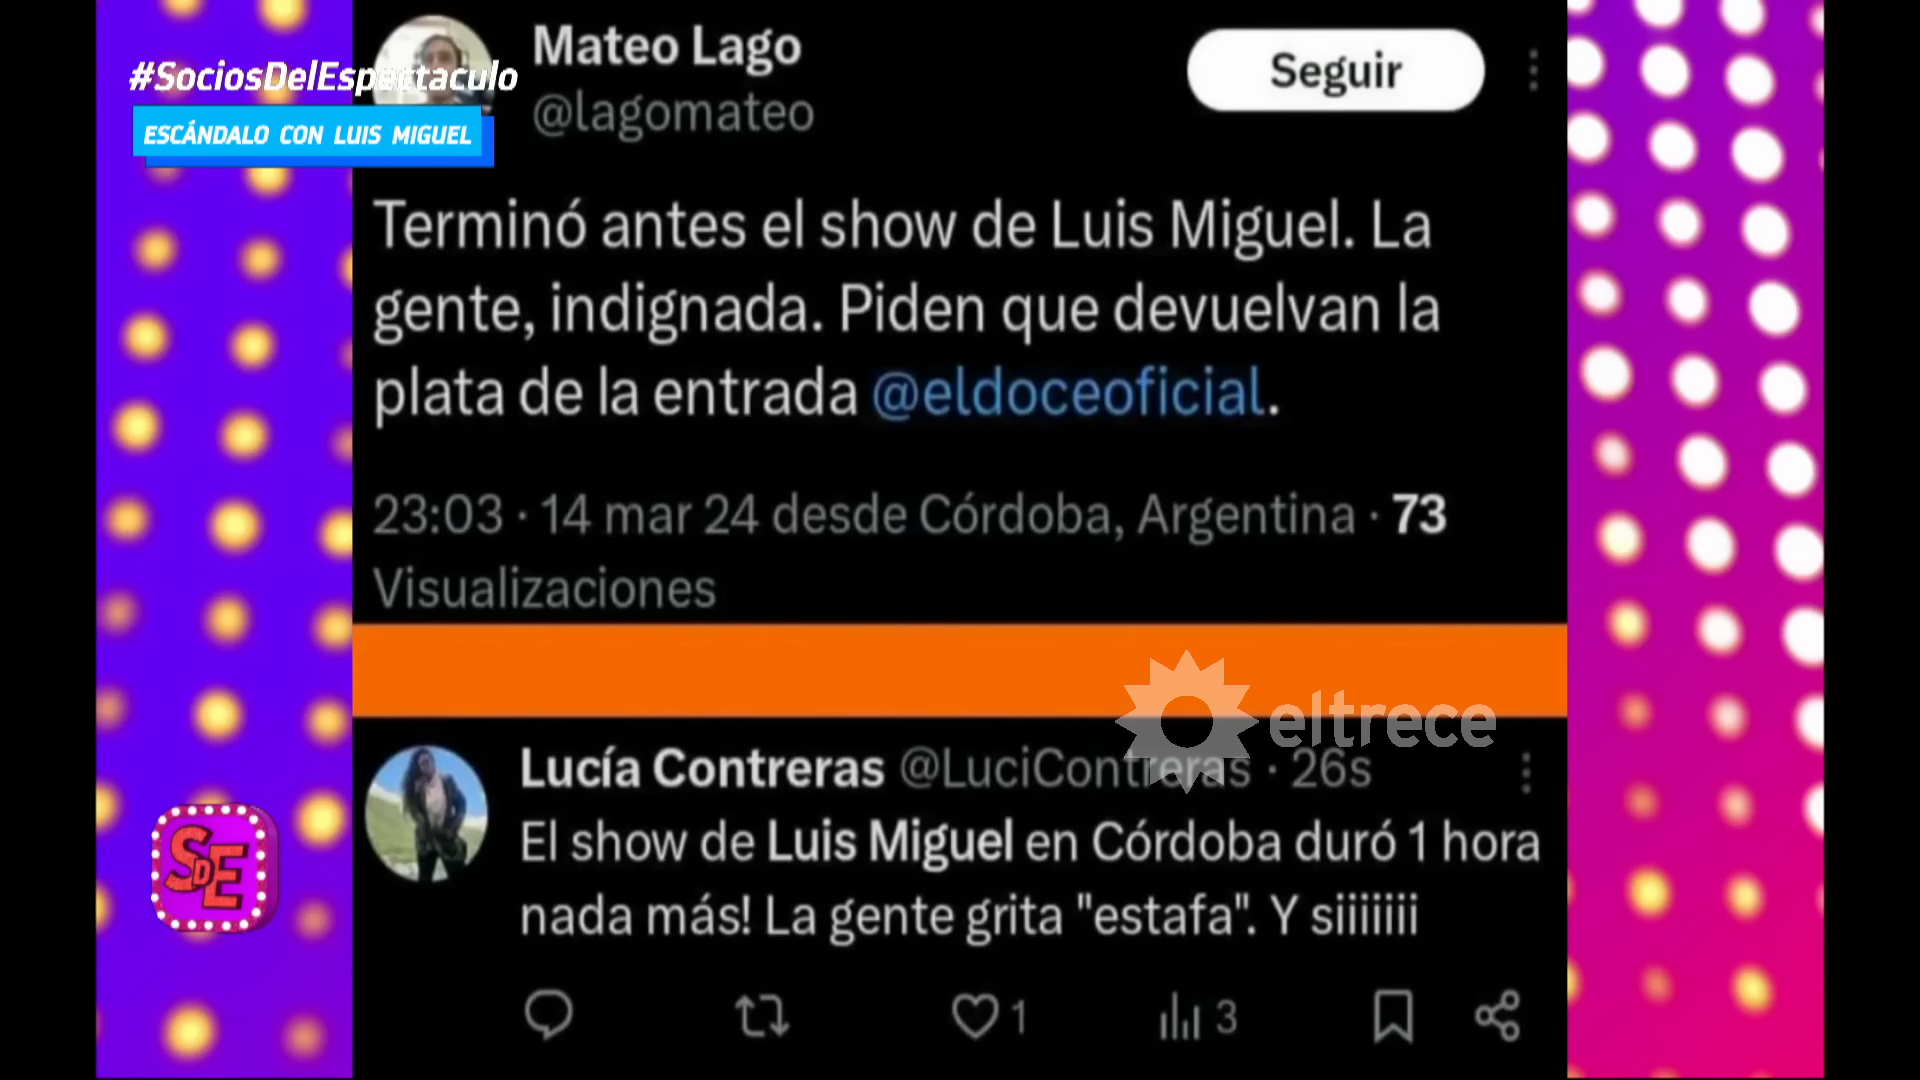 #SociosDelEspectaculo
ESCÁNDALO CON LUIS MIGUEL
Mateo Lago
@lagomateo
Seguir
Terminó antes el show de Luis Miguel. La
gente, indignada. Piden que devuelvan la
plata de la entrada @eldoceoficial.
23:03 · 14 mar 24 desde Córdoba, Argentina · 73
Visualizaciones
eltrece
Lucía Contreras @LuciContreras · 26s
El show de Luis Miguel en Córdoba duró 1 hora
nada más! La gente grita "estafa". Y siiiiiii
1
3
SDE